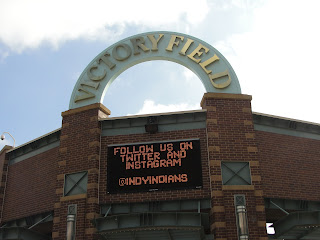 VICTORY FIELD
FOLLOW US ON
TWITTER AND
INSTAGRAM
@INDYINDIANS